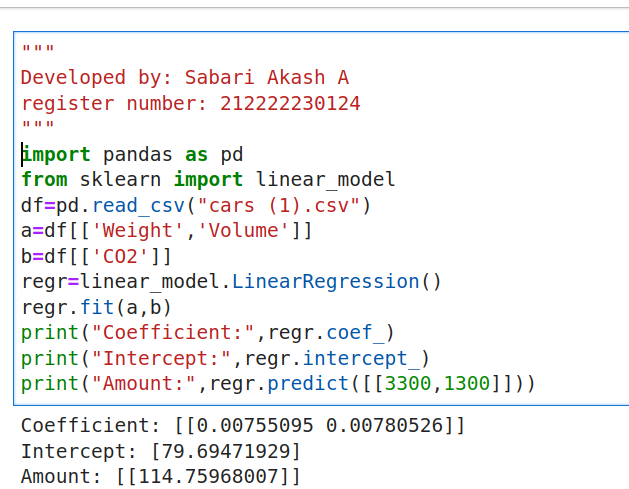 """
Developed by: Sabari Akash A
register number: 212222230124
"""
import pandas as pd
from sklearn import linear_model
df=pd.read_csv("cars (1).csv")
a=df[['Weight','Volume']]
b=df[['CO2']]
regr=linear_model.LinearRegression()
regr.fit(a,b)
print("Coefficient:",regr.coef_)
print("Intercept:",regr.intercept_)
print("Amount:",regr.predict([[3300,1300]]))
Coefficient: [[0.00755095 0.00780526]]
Intercept: [79.69471929]
Amount: [[114.75968007]]